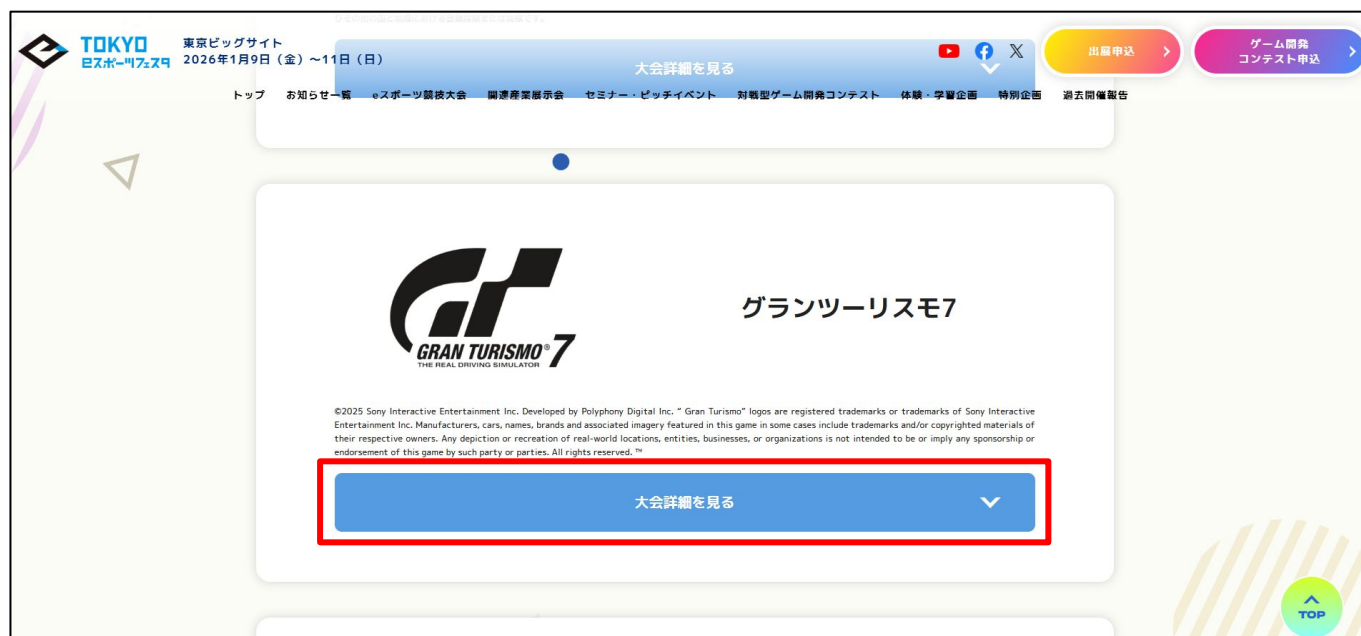 TOKYO
eスポーツフェスタ
東京ビッグサイト
2026年1月9日（金）～11日（日）
大会詳細を見る
出展申込
ゲーム開発
コンテスト申込
トップ
お知らせ一覧
eスポーツ競技大会
関連産業展示会
セミナー・ピッチイベント
対戦型ゲーム開発コンテスト
体験・学習企画
特別企画
過去開催報告
GRAN TURISMO® 7
THE REAL DRIVING SIMULATOR
グランツーリスモ7
©2025 Sony Interactive Entertainment Inc. Developed by Polyphony Digital Inc. “ Gran Turismo” logos are registered trademarks or trademarks of Sony Interactive
Entertainment Inc. Manufacturers, cars, names, brands and associated imagery featured in this game in some cases include trademarks and/or copyrighted materials of
their respective owners. Any depiction or recreation of real-world locations, entities, businesses, or organizations is not intended to be or imply any sponsorship or
endorsement of this game by such party or parties. All rights reserved. ™
大会詳細を見る
TOP